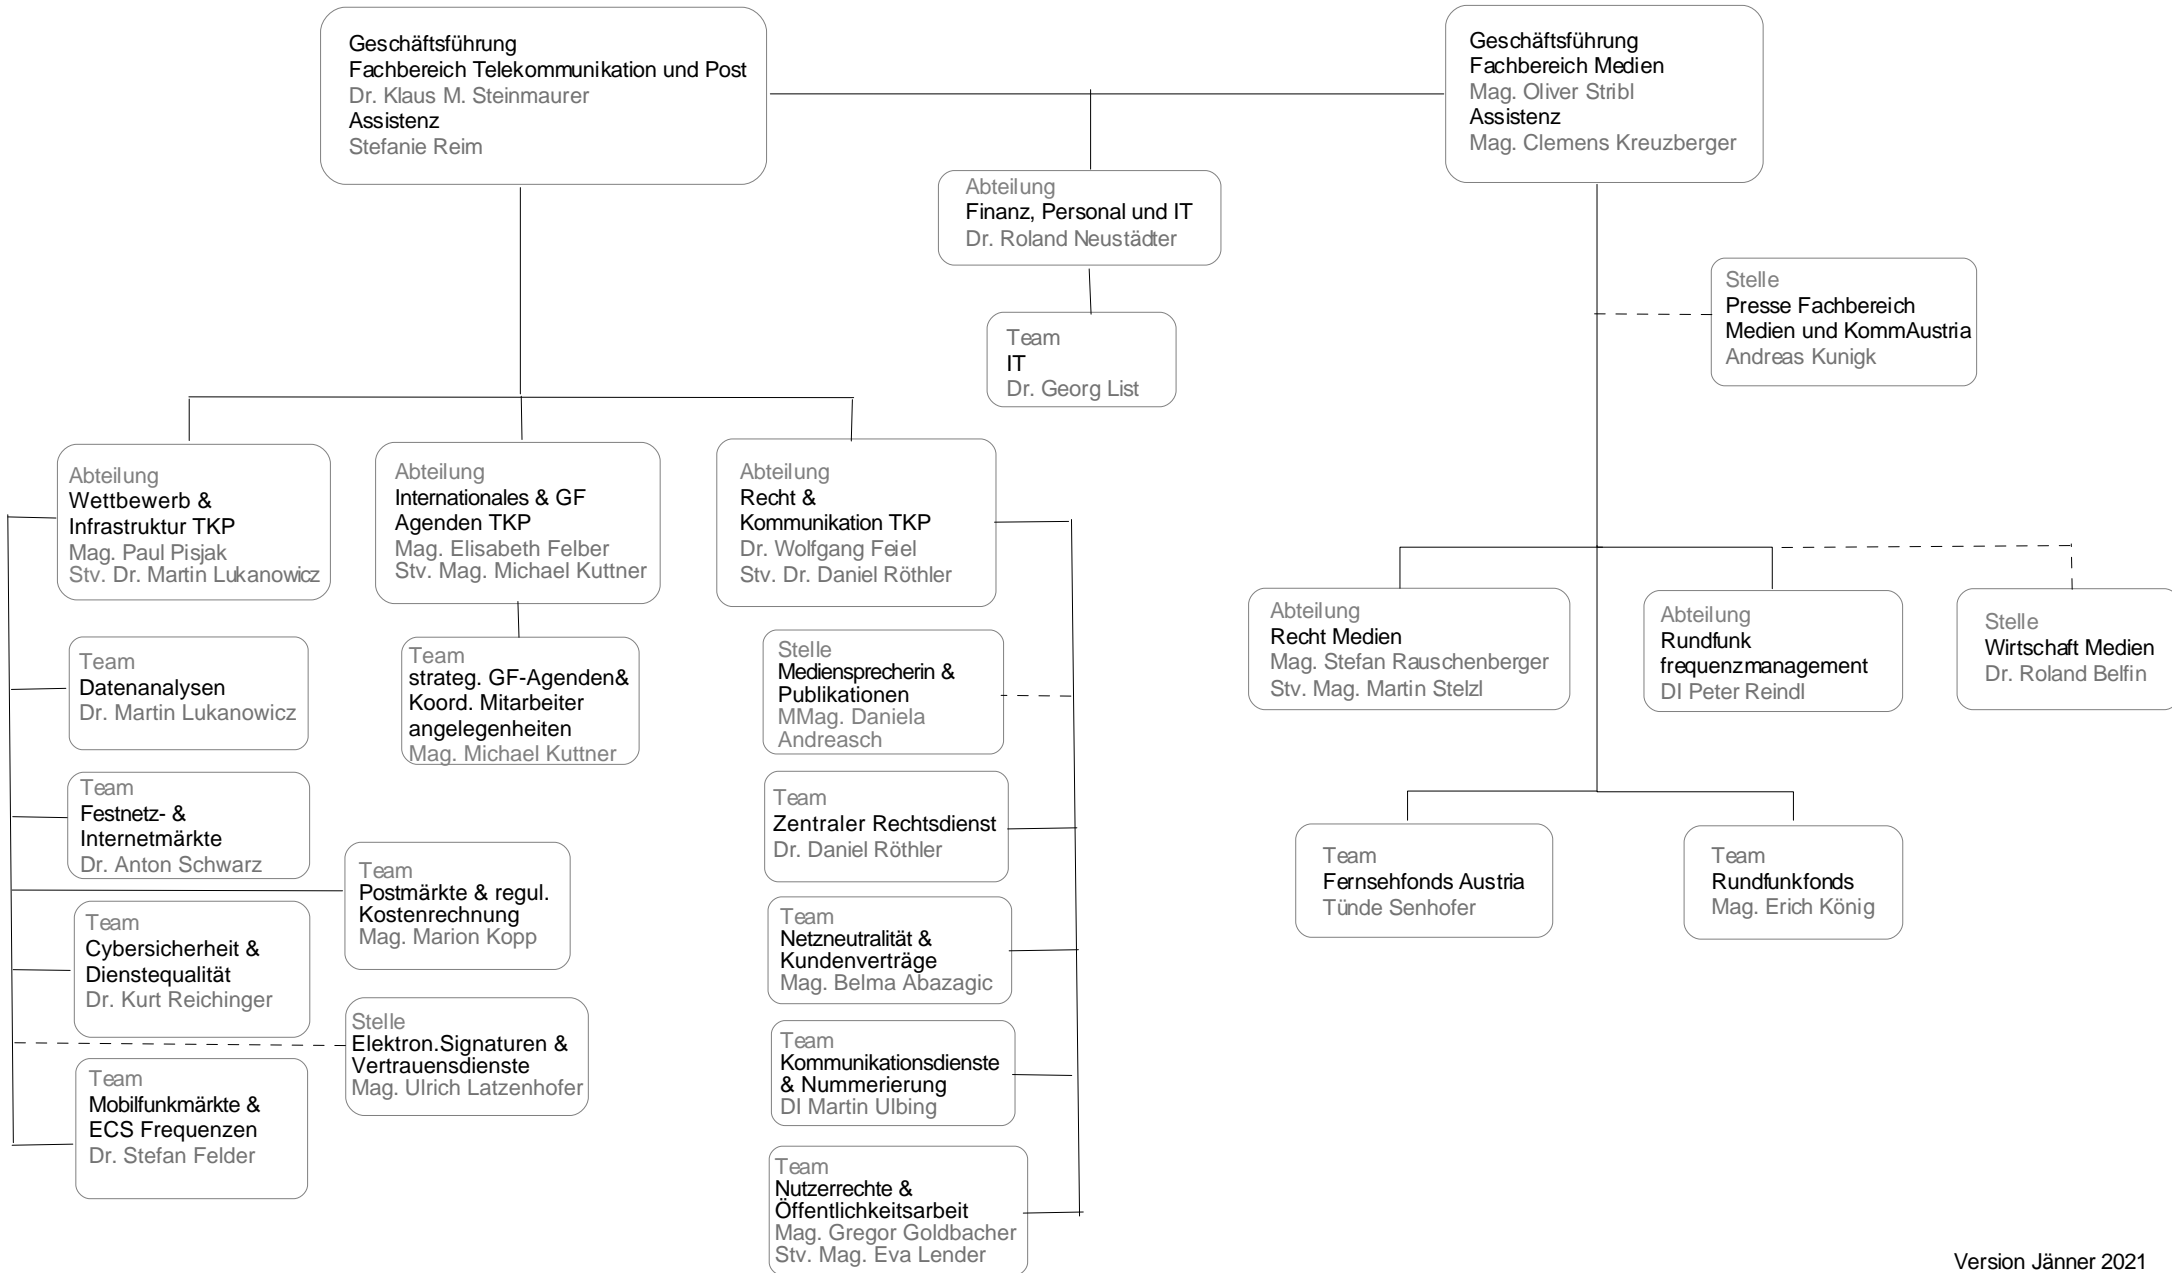 Geschäftsführung
Fachbereich Telekommunikation und Post
Dr. Klaus M. Steinmaurer
Assistenz
Stefanie Reim
Geschäftsführung
Fachbereich Medien
Mag. Oliver Stribl
Assistenz
Mag. Clemens Kreuzberger
Abteilung
Finanz, Personal und IT
Dr. Roland Neustädter
Team
IT
Dr. Georg List
Stelle
Presse Fachbereich
Medien und KommAustria
Andreas Kunigk
Abteilung
Wettbewerb &
Infrastruktur TKP
Mag. Paul Pisjak
Stv. Dr. Martin Lukanowicz
Abteilung
Internationales & GF
Agenden TKP
Mag. Elisabeth Felber
Stv. Mag. Michael Kuttner
Abteilung
Recht &
Kommunikation TKP
Dr. Wolfgang Feiel
Stv. Dr. Daniel Röthler
Team
Datenanalysen
Dr. Martin Lukanowicz
Team
Festnetz- &
Internetmärkte
Dr. Anton Schwarz
Team
Postmärkte & regul.
Kostenrechnung
Mag. Marion Kopp
Team
Cybersicherheit &
Dienstequalität
Dr. Kurt Reichinger
Stelle
Elektron.Signaturen &
Vertrauensdienste
Mag. Ulrich Latzenhofer
Team
Mobilfunkmärkte &
ECS Frequenzen
Dr. Stefan Felder
Team
strateg. GF-Agenden&
Koord. Mitarbeiter
angelegenheiten
Mag. Michael Kuttner
Stelle
Mediensprecherin &
Publikationen
MMag. Daniela
Andreasch
Team
Zentraler Rechtsdienst
Dr. Daniel Röthler
Team
Netzneutralität &
Kundenverträge
Mag. Belma Abazagic
Team
Kommunikationsdienste
& Nummerierung
DI Martin Ulbing
Team
Nutzerrechte &
Öffentlichkeitsarbeit
Mag. Gregor Goldbacher
Stv. Mag. Eva Lender
Abteilung
Recht Medien
Mag. Stefan Rauschenberger
Stv. Mag. Martin Stelzl
Abteilung
Rundfunk
frequenzmanagement
DI Peter Reindl
Stelle
Wirtschaft Medien
Dr. Roland Belfin
Team
Fernsehfonds Austria
Tünde Senhofer
Team
Rundfunkfonds
Mag. Erich König
Version Jänner 2021